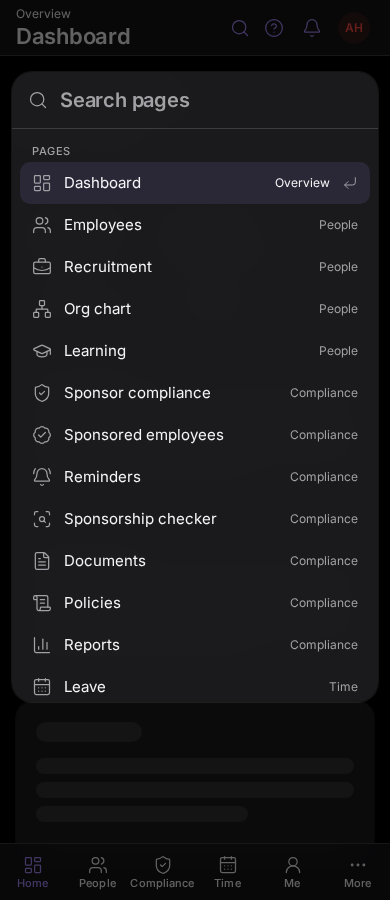 Overview
Dashboard
AH
Search pages
PAGES
Dashboard Overview
Employees People
Recruitment People
Org chart People
Learning People
Sponsor compliance Compliance
Sponsored employees Compliance
Reminders Compliance
Sponsorship checker Compliance
Documents Compliance
Policies Compliance
Reports Compliance
Leave Time
Home People Compliance Time Me More